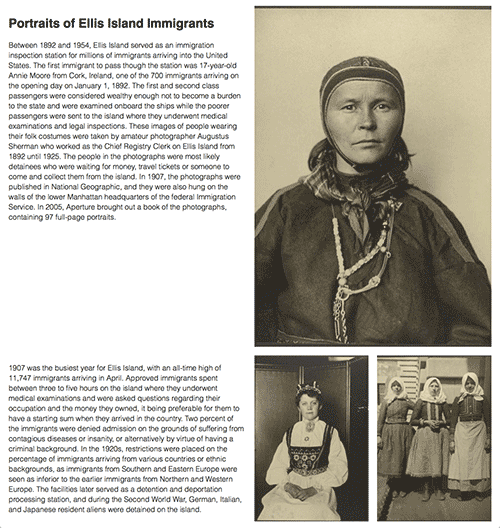 Portraits of Ellis Island Immigrants
Between 1892 and 1954, Ellis Island served as an immigration
inspection station for millions of immigrants arriving into the United
States. The first immigrant to pass though the station was 17-year-old
Annie Moore from Cork, Ireland, one of the 700 immigrants arriving on
the opening day on January 1, 1892. The first and second class
passengers were considered wealthy enough not to become a burden
to the state and were examined onboard the ships while the poorer
passengers were sent to the island where they underwent medical
examinations and legal inspections. These images of people wearing
their folk costumes were taken by amateur photographer Augustus
Sherman who worked as the Chief Registry Clerk on Ellis Island from
1892 until 1925. The people in the photographs were most likely
detainees who were waiting for money, travel tickets or someone to
come and collect them from the island. In 1907, the photographs were
published in National Geographic, and they were also hung on the
walls of the lower Manhattan headquarters of the federal Immigration
Service. In 2005, Aperture brought out a book of the photographs,
containing 97 full-page portraits.
1907 was the busiest year for Ellis Island, with an all-time high of
11,747 immigrants arriving in April. Approved immigrants spent
between three to five hours on the island where they underwent
medical examinations and were asked questions regarding their
occupation and the money they owned, it being preferable for them to
have a starting sum when they arrived in the country. Two percent of
the immigrants were denied admission on the grounds of suffering from
contagious diseases or insanity, or alternatively by virtue of having a
criminal background. In the 1920s, restrictions were placed on the
percentage of immigrants arriving from various countries or ethnic
backgrounds, as immigrants from Southern and Eastern Europe were
seen as inferior to the earlier immigrants from Northern and Western
Europe. The facilities later served as a detention and deportation
processing station, and during the Second World War, German, Italian,
and Japanese resident aliens were detained on the island.